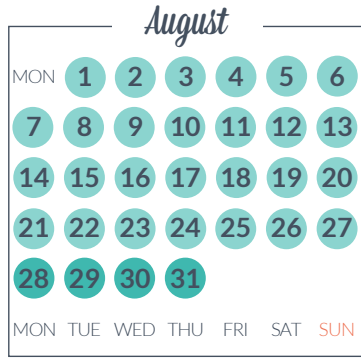 August
MON 1 2 3 4 5 6
7 8 9 10 11 12 13
14 15 16 17 18 19 20
21 22 23 24 25 26 27
28 29 30 31
MON TUE WED THU FRI SAT SUN